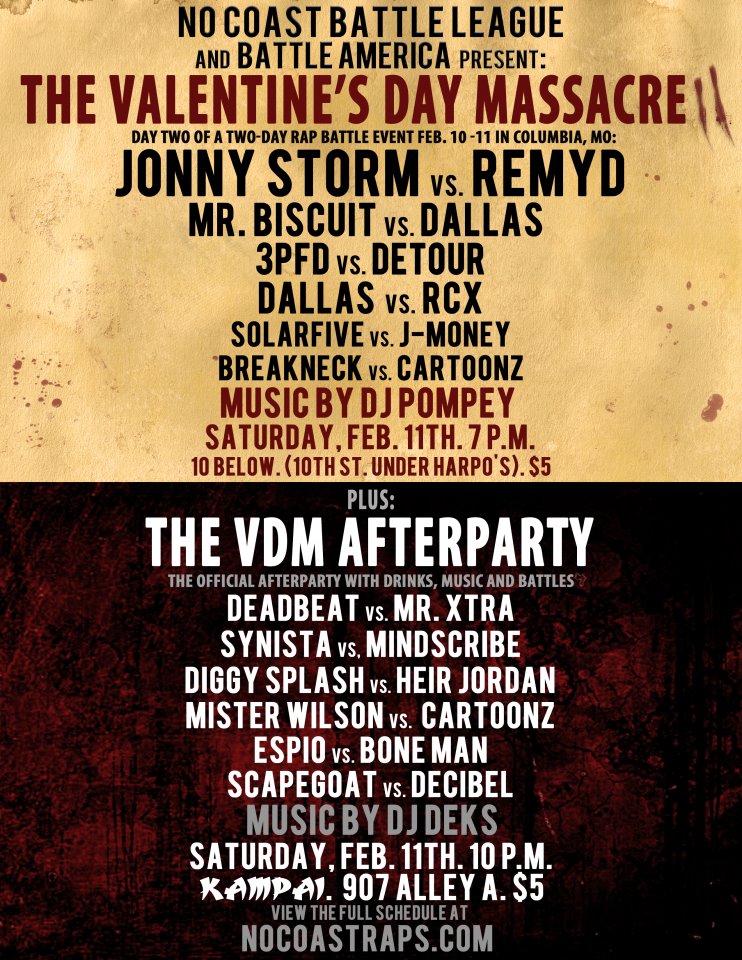 NO COAST BATTLE LEAGUE
AND BATTLE AMERICA PRESENT:
THE VALENTINE'S DAY MASSACRE II
DAY TWO OF A TWO-DAY RAP BATTLE EVENT FEB. 10 -11 IN COLUMBIA, MO:
JONNY STORM VS. REMYD
MR. BISCUIT VS. DALLAS
3PFD VS. DETOUR
DALLAS VS. RCX
SOLARFIVE VS. J-MONEY
BREAKNECK VS. CARTOONZ
MUSIC BY DJ POMPEY
SATURDAY, FEB. 11TH. 7 P.M.
10 BELOW. (10TH ST. UNDER HARPO'S). $5
PLUS:
THE VDM AFTERPARTY
THE OFFICIAL AFTERPARTY WITH DRINKS, MUSIC AND BATTLES
DEADBEAT VS. MR. XTRA
SYNISTA VS, MINDSCRIBE
DIGGY SPLASH VS. HEIR JORDAN
MISTER WILSON VS. CARTOONZ
ESPIO VS. BONE MAN
SCAPEGOAT VS. DECIBEL
MUSIC BY DJ DEKS
SATURDAY, FEB. 11TH. 10 P.M.
KAMPAI. 907 ALLEY A. $5
VIEW THE FULL SCHEDULE AT
NOCOASTRAPS.COM